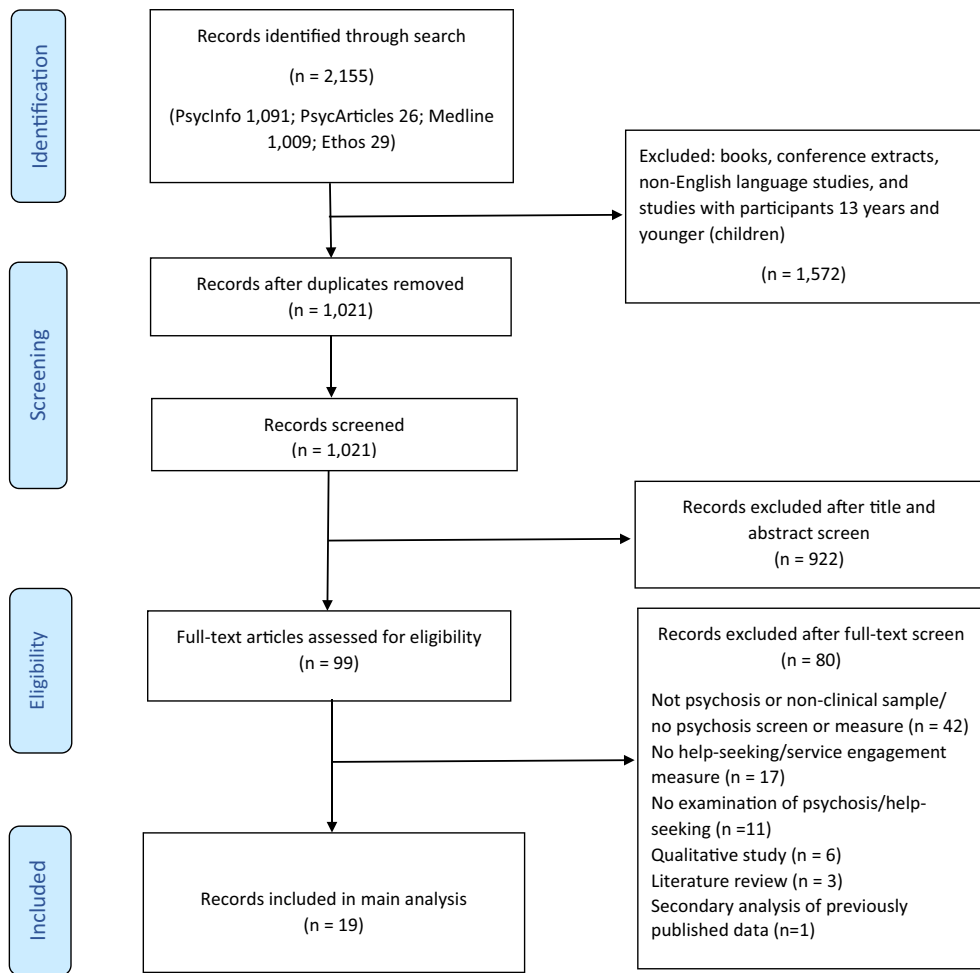 Identification
Records identified through search
(n = 2,155)
(PsycInfo 1,091; PsycArticles 26; Medline
1,009; Ethos 29)
Excluded: books, conference extracts,
non-English language studies, and
studies with participants 13 years and
younger (children)
(n = 1,572)
Screening
Records after duplicates removed
(n = 1,021)
Records screened
(n = 1,021)
Records excluded after title and
abstract screen
(n = 922)
Eligibility
Full-text articles assessed for eligibility
(n = 99)
Records excluded after full-text screen
(n = 80)
Not psychosis or non-clinical sample/
no psychosis screen or measure (n = 42)
No help-seeking/service engagement
measure (n = 17)
No examination of psychosis/help-
seeking (n =11)
Qualitative study (n = 6)
Literature review (n = 3)
Secondary analysis of previously
published data (n=1)
Included
Records included in main analysis
(n = 19)